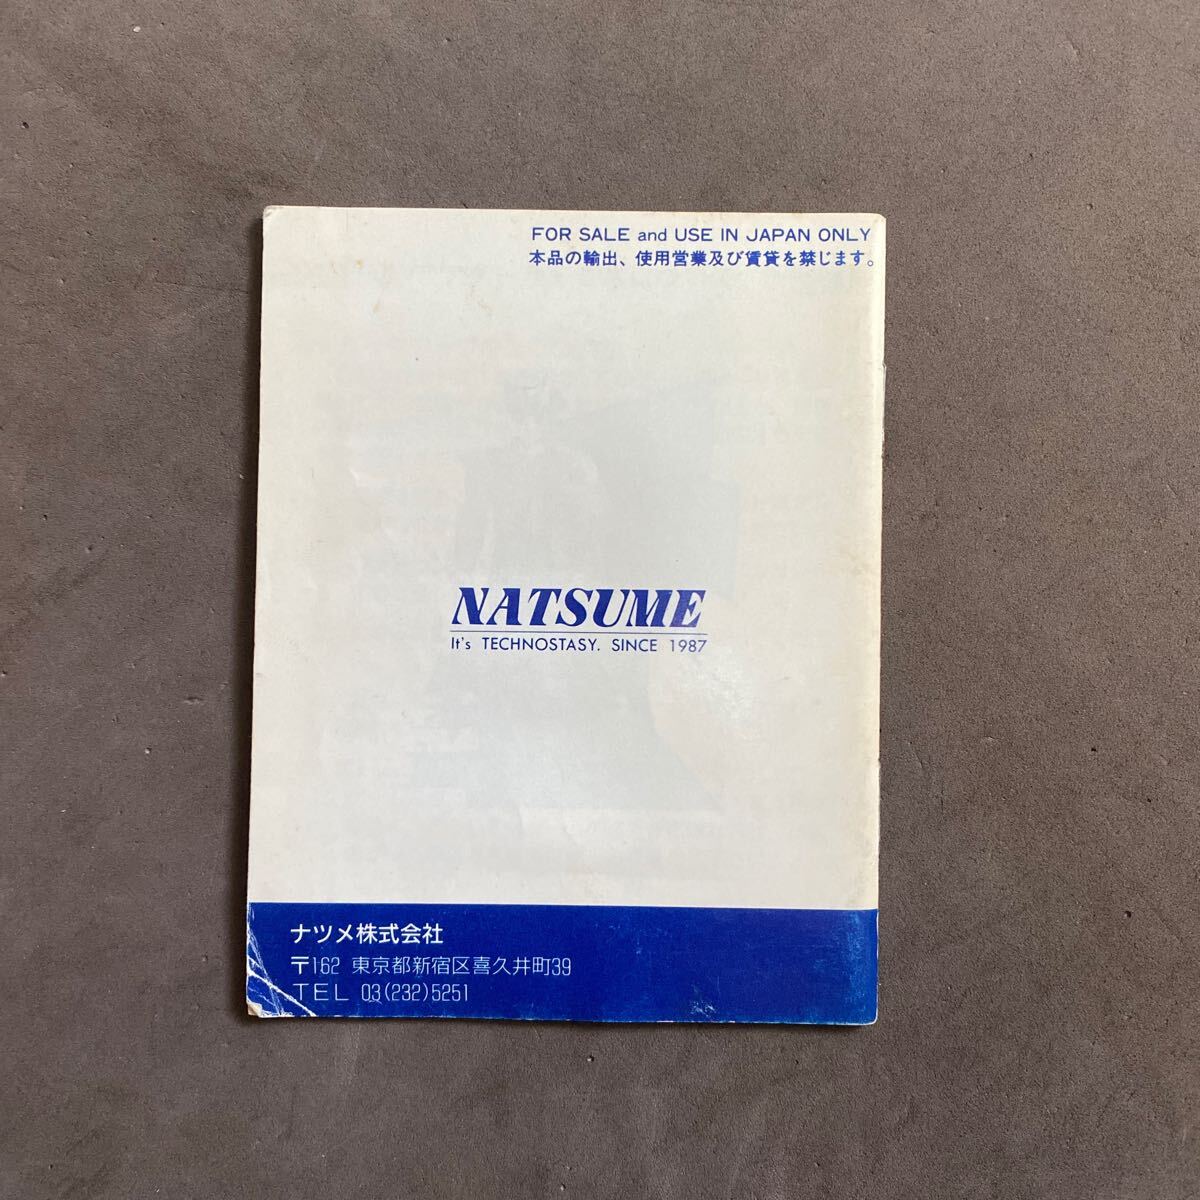 FOR SALE and USE IN JAPAN ONLY
本品の輸出、使用営業及び賃貸を禁じます。
NATSUME
It's TECHNOSTASY. SINCE 1987
ナツメ株式会社
〒162 東京都新宿区喜久井町39
TEL 03(232)5251